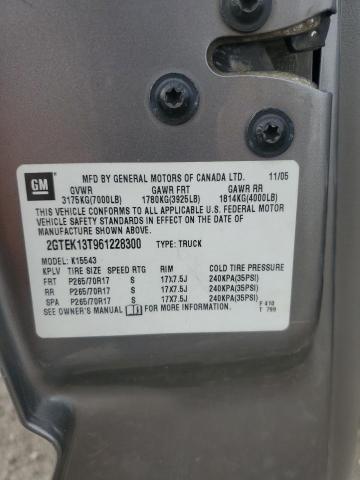 GM
MFD BY GENERAL MOTORS OF CANADA LTD. 11/05
GVWR GAWR FRT GAWR RR
3175KG(7000LB) 1780KG(3925LB) 1814KG(4000LB)
THIS VEHICLE CONFORMS TO ALL APPLICABLE U.S. FEDERAL MOTOR
VEHICLE SAFETY STANDARDS IN EFFECT ON THE DATE OF
MANUFACTURE SHOWN ABOVE.
2GTEK13T961228300 TYPE: TRUCK
MODEL: K15543
KPLV TIRE SIZE SPEED RIM COLD TIRE PRESSURE
FRT P265/70R17 S 17X7.5J 240KPA(35PSI)
RR P265/70R17 S 17X7.5J 240KPA(35PSI)
SPA P265/70R17 S 17X7.5J 240KPA(35PSI)
SEE OWNER'S MANUAL FOR MORE INFORMATION. F 410
T 799